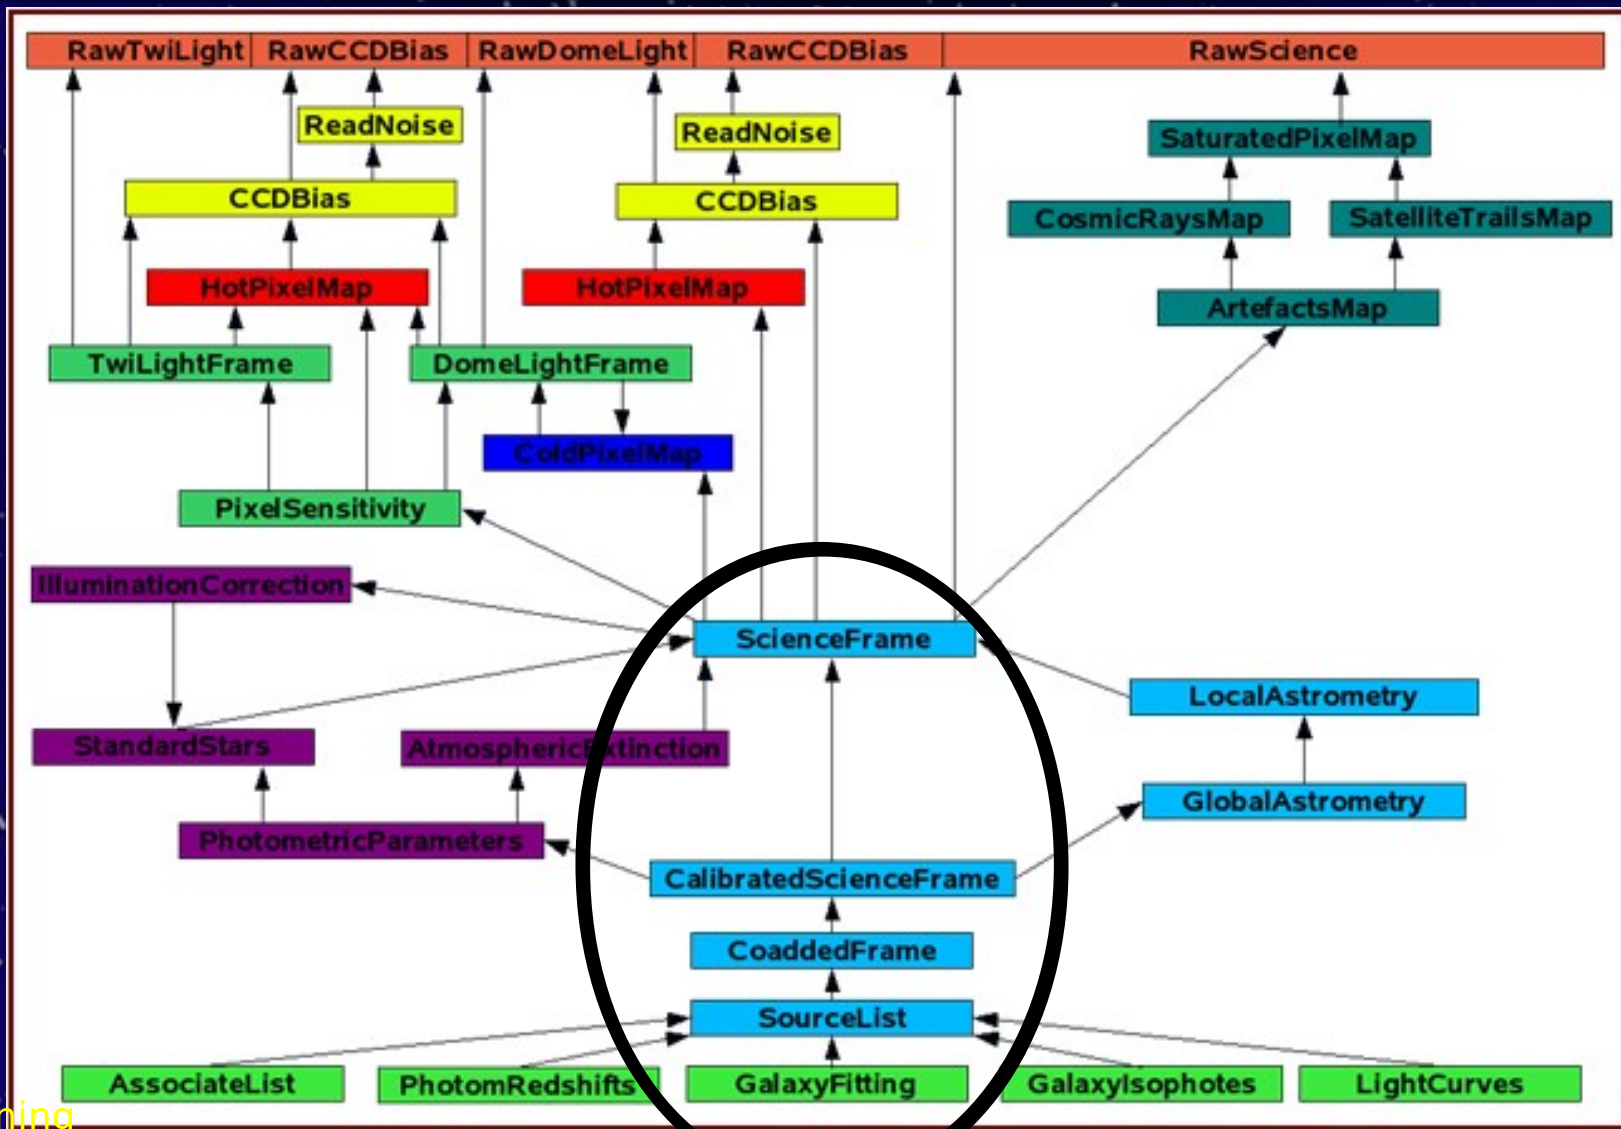 RawTwiLight RawCCDBias RawDomeLight RawCCDBias RawScience
ReadNoise
ReadNoise
SaturatedPixelMap
CCDBias
CCDBias
CosmicRaysMap
SatelliteTrailsMap
HotPixelMap
HotPixelMap
ArtefactsMap
TwiLightFrame
DomeLightFrame
ColdPixelMap
PixelSensitivity
IlluminationCorrection
ScienceFrame
LocalAstrometry
StandardStars
AtmosphericExtinction
GlobalAstrometry
PhotometricParameters
CalibratedScienceFrame
CoaddedFrame
SourceList
AssociateList
PhotomRedshifts
GalaxyFitting
GalaxyIsophotes
LightCurves